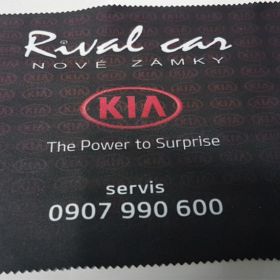 Rival car
NOVÉ ZÁMKY
KIA
The Power to Surprise
servis
0907 990 600